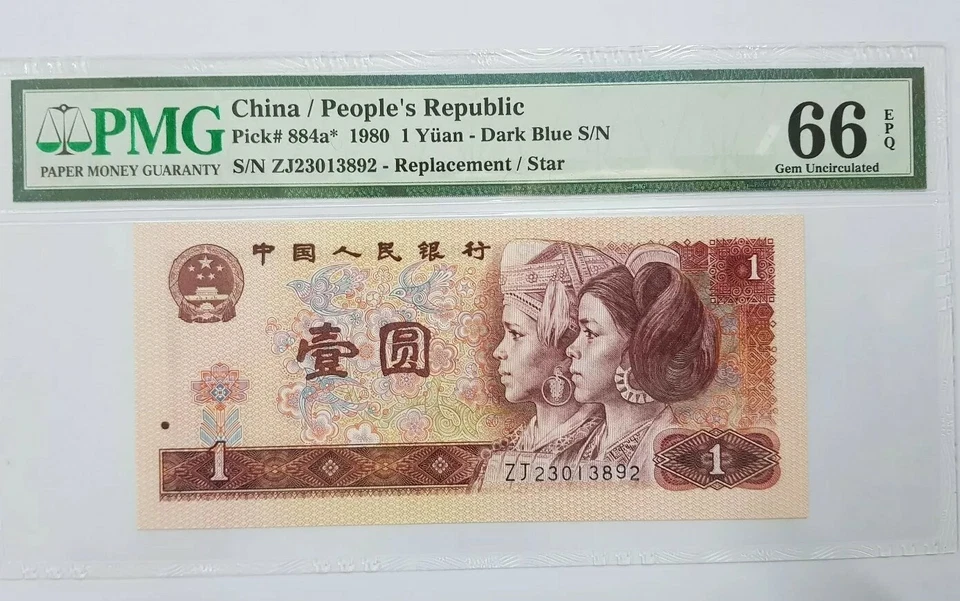 PMG
PAPER MONEY GUARANTY
China / People's Republic
Pick# 884a* 1980 1 Yüan - Dark Blue S/N
S/N ZJ23013892 - Replacement / Star
66
EPQ
Gem Uncirculated
中国人民银行
1
壹圆
1
ZJ23013892
1